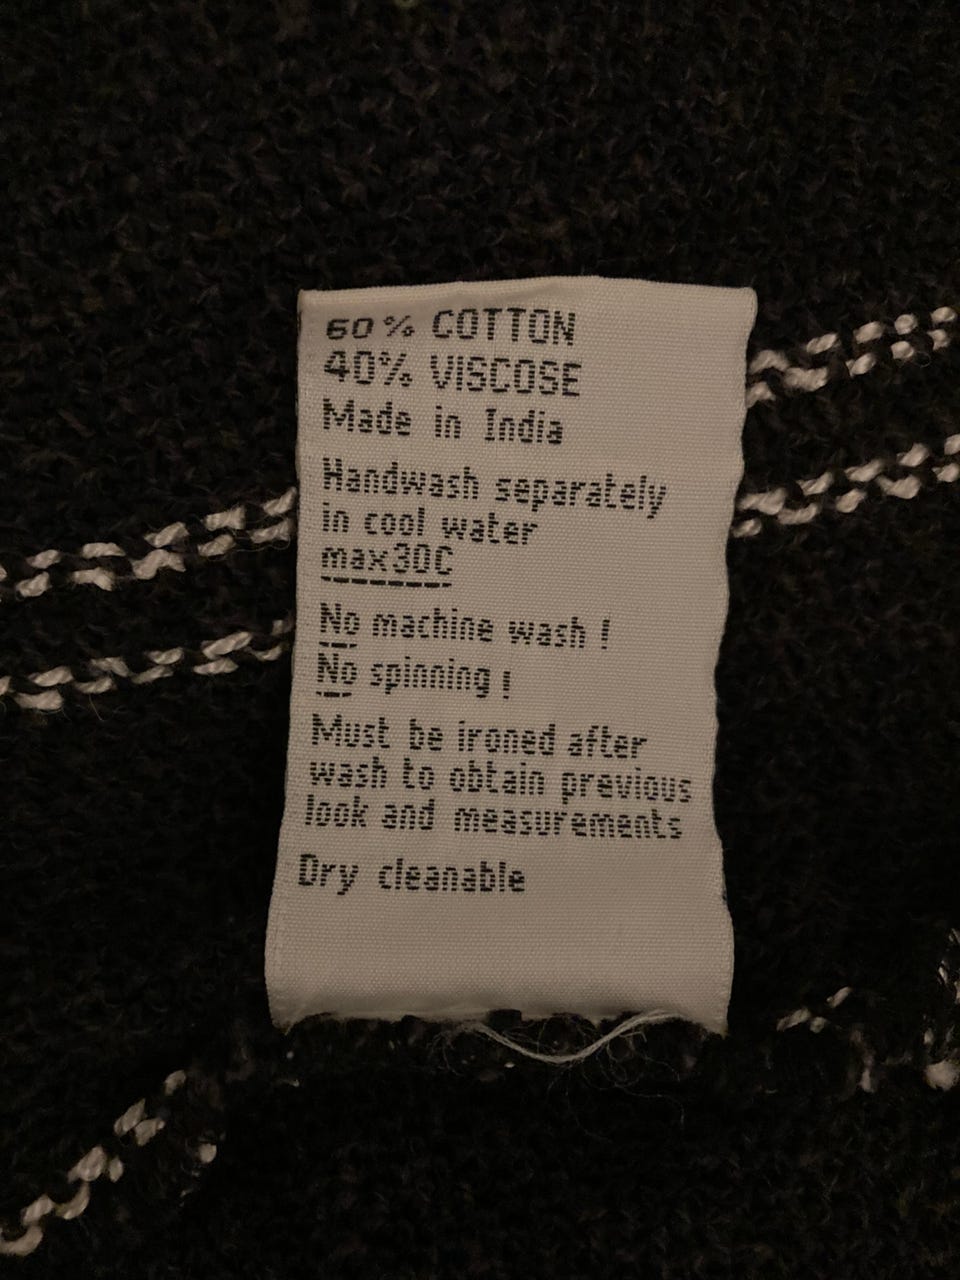 60% COTTON
40% VISCOSE
Made in India
Handwash separately
in cool water
max30C
No machine wash !
No spinning !
Must be ironed after
wash to obtain previous
look and measurements
Dry cleanable